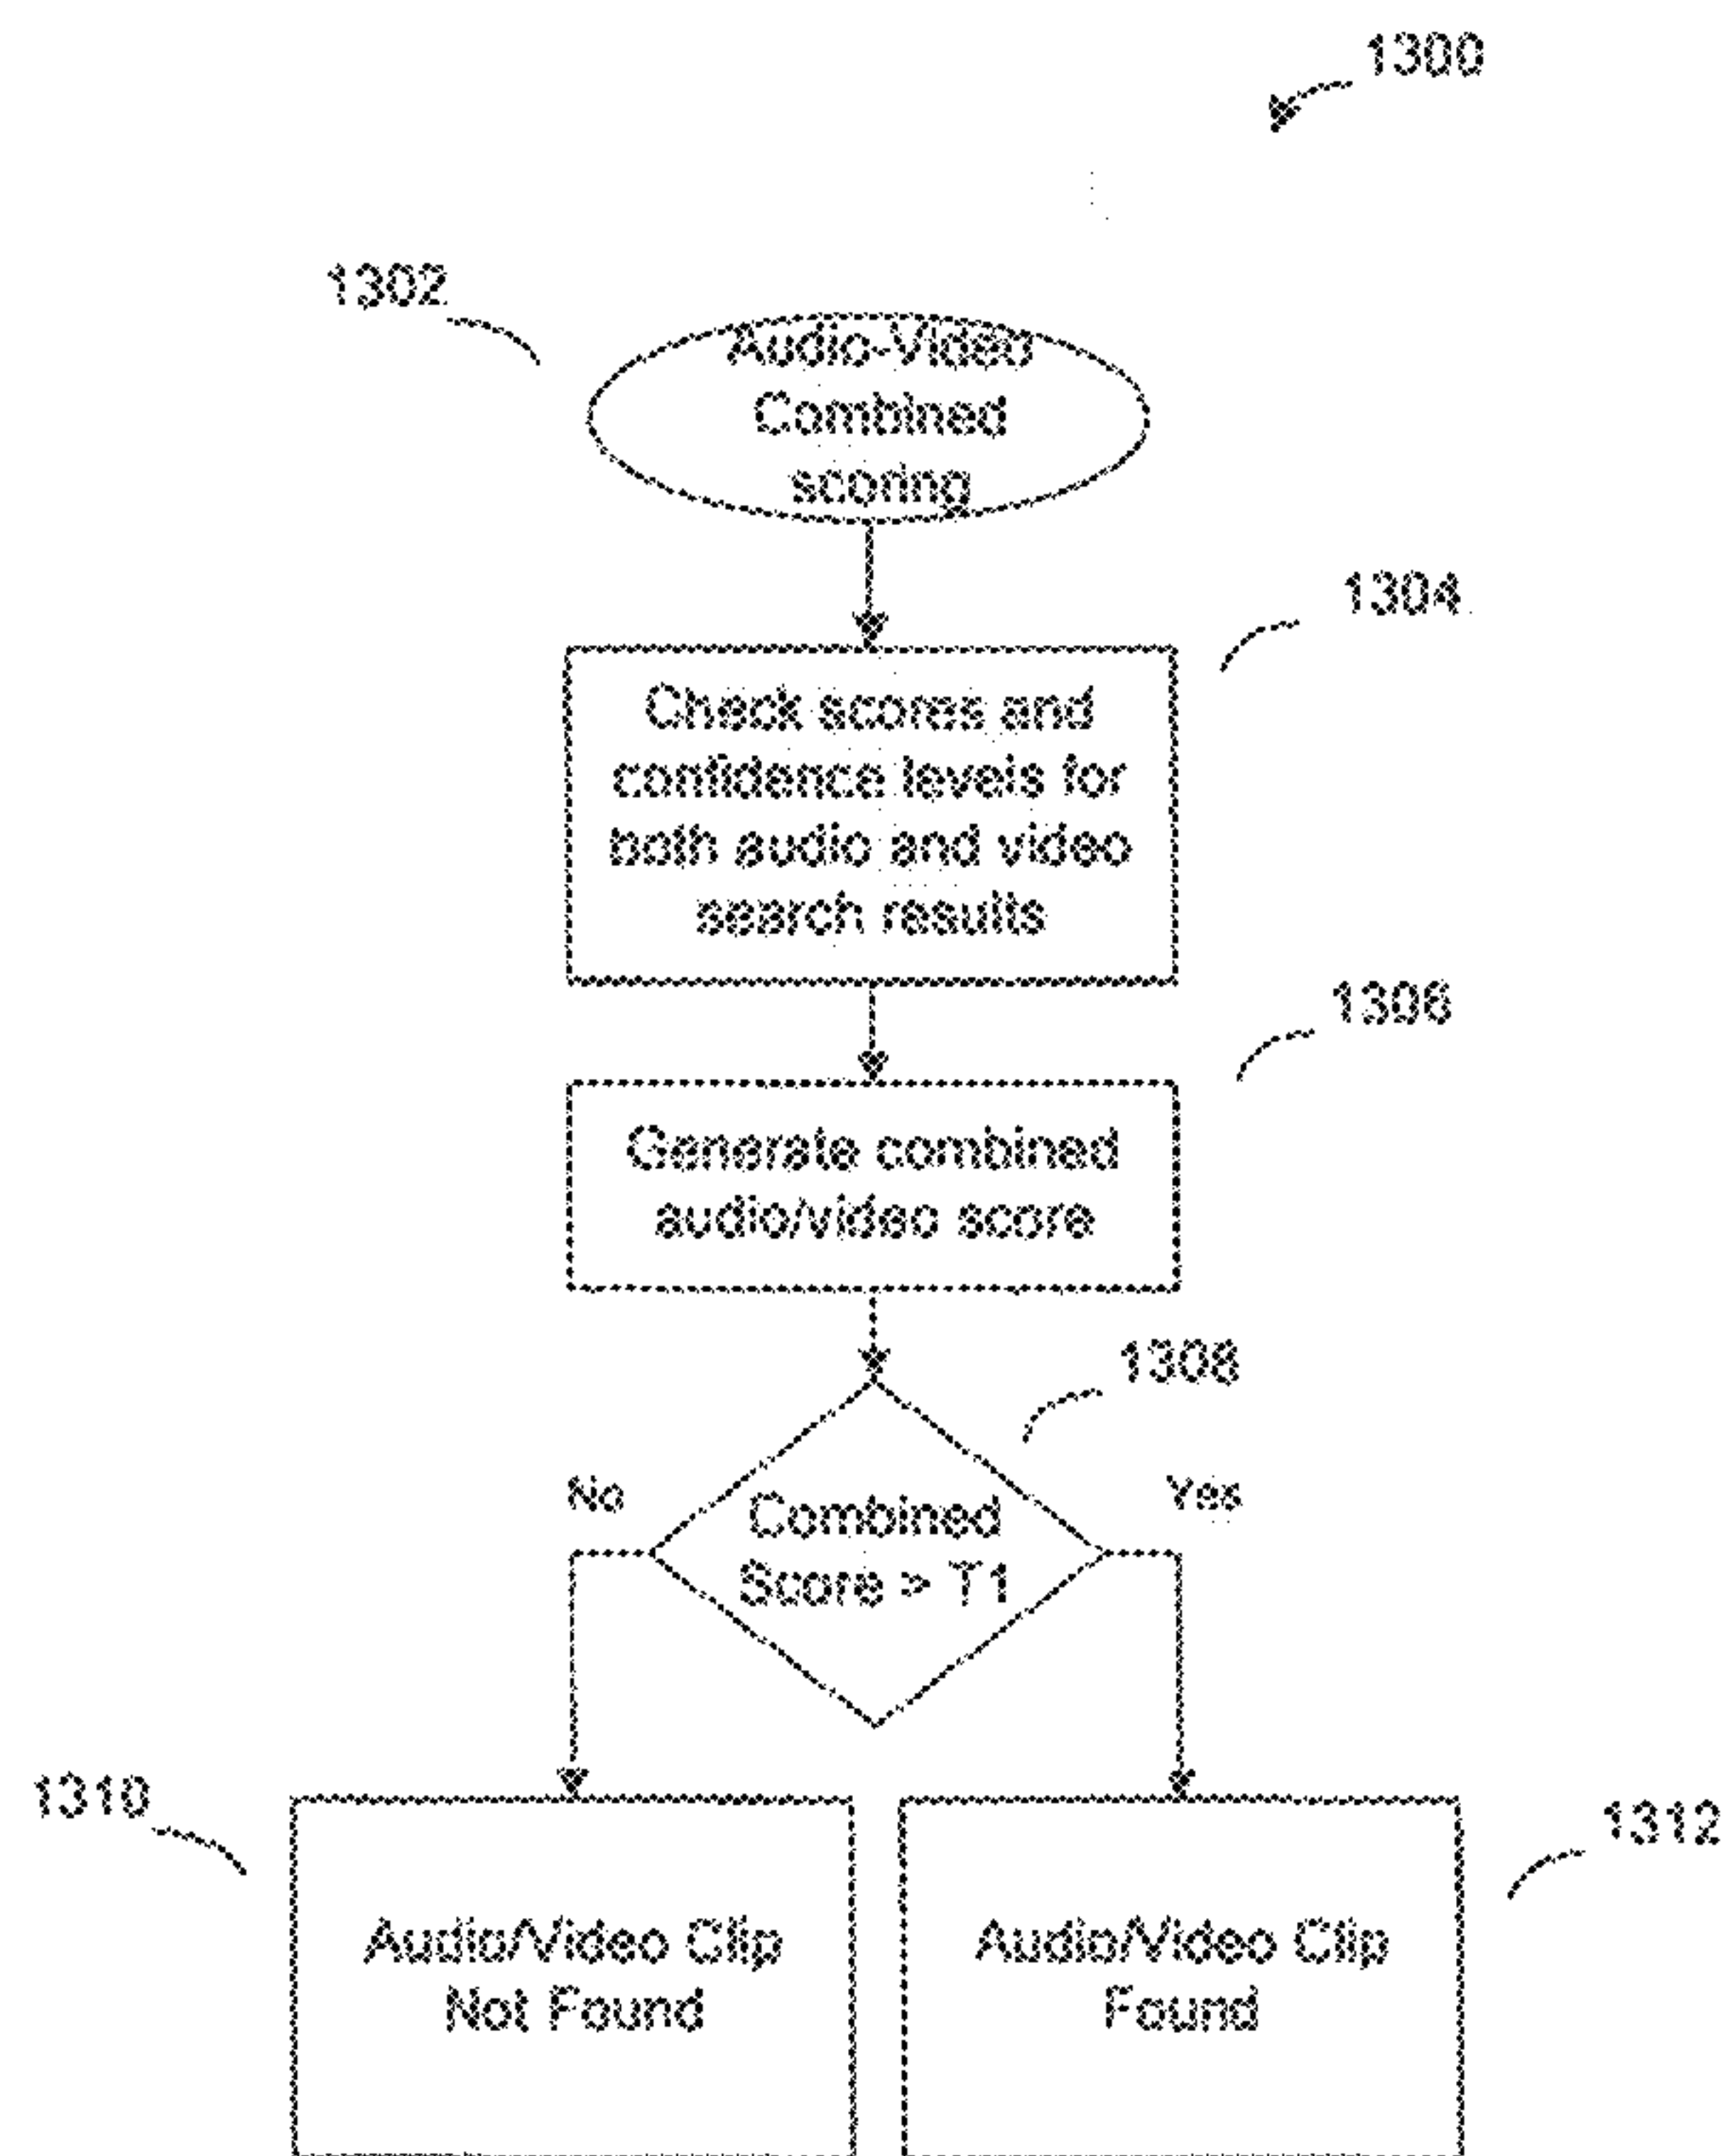 1300
1302
Audio-Video
Combined
scoring
1304
Check scores and
confidence levels for
both audio and video
search results
1306
Generate combined
audio/video score
1308
No
Yes
Combined
Score > T1
1310
1312
Audio/Video Clip
Not Found
Audio/Video Clip
Found